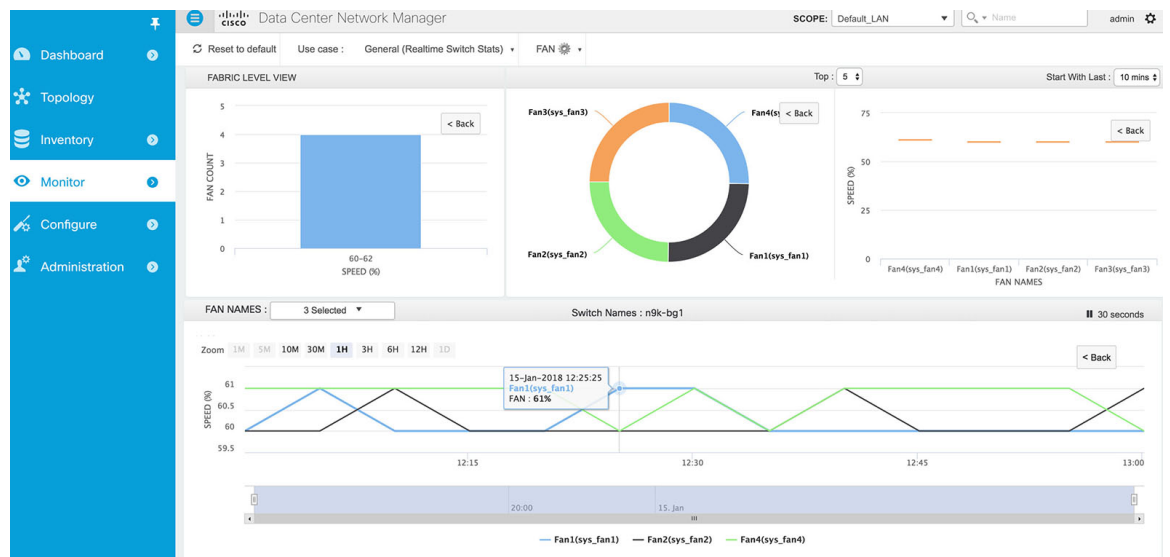 CISCO Data Center Network Manager
SCOPE: Default_LAN ▼ Name admin
Dashboard
Topology
Inventory
Monitor
Configure
Administration
Reset to default Use case : General (Realtime Switch Stats) FAN
FABRIC LEVEL VIEW Top : 5 Start With Last : 10 mins
5
4
3
2
1
0
FAN COUNT
60-62
SPEED (%)
< Back
Fan3(sys_fan3)
Fan4(sy
< Back
Fan2(sys_fan2)
Fan1(sys_fan1)
75
50
25
0
SPEED (%)
< Back
Fan4(sys_fan4) Fan1(sys_fan1) Fan2(sys_fan2) Fan3(sys_fan3)
FAN NAMES
FAN NAMES : 3 Selected ▼ Switch Names : n9k-bg1 30 seconds
Zoom 1M 5M 10M 30M 1H 3H 6H 12H 1D
< Back
15-Jan-2018 12:25:25
Fan1(sys_fan1)
FAN : 61%
61
60.5
60
59.5
SPEED (%)
12:15 12:30 12:45 13:00
20:00 15. Jan
Fan1(sys_fan1) Fan2(sys_fan2) Fan4(sys_fan4)